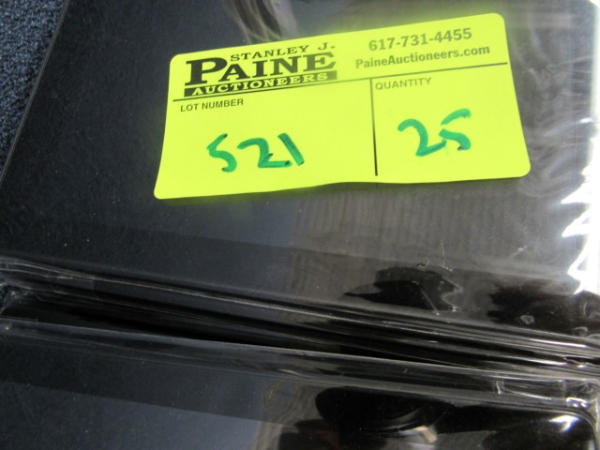 STANLEY J.
PAINE
AUCTIONEERS
617-731-4455
PaineAuctioneers.com
LOT NUMBER
QUANTITY
521
25